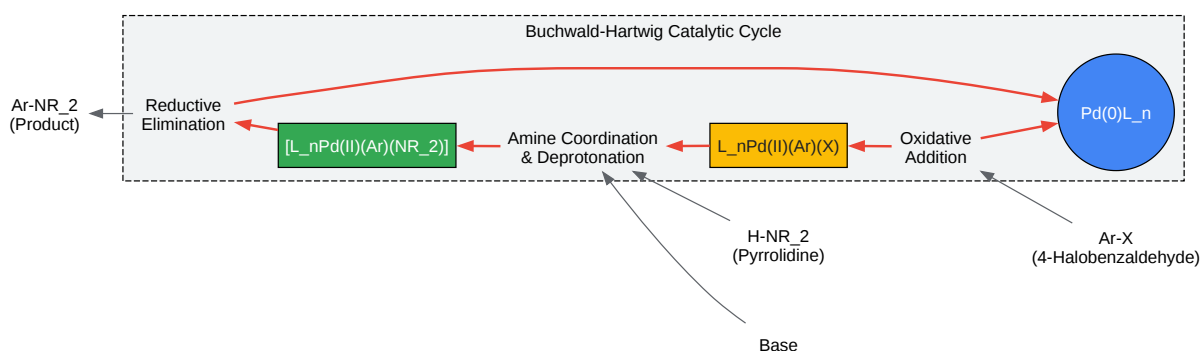 Buchwald-Hartwig Catalytic Cycle
Ar-NR_2
(Product)
Reductive
Elimination
[L_nPd(II)(Ar)(NR_2)]
Amine Coordination
& Deprotonation
L_nPd(II)(Ar)(X)
Oxidative
Addition
Pd(0)L_n
H-NR_2
(Pyrrolidine)
Ar-X
(4-Halobenzaldehyde)
Base